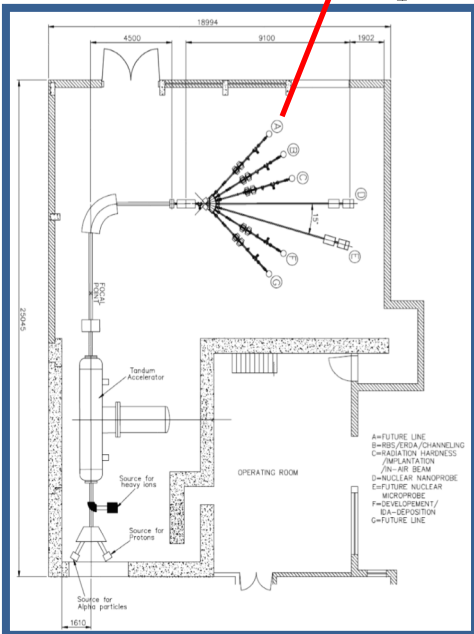 18994
4500
9100
1902
A
B
C
D
15°
E
F
G
FOCAL
POINT
25045
Tandum
Accelerator
Source for
heavy ions
OPERATING ROOM
A=FUTURE LINE
B=RBS/ERDA/CHANNELING
C=RADIATION HARDNESS
/IMPLANTATION
/IN-AIR BEAM
D=NUCLEAR NANOPROBE
E=FUTURE NUCLEAR
MICROPROBE
F=DEVELOPEMENT/
IDA-DEPOSITION
G=FUTURE LINE
Source for
Protons
Source for
Alpha particles
1610